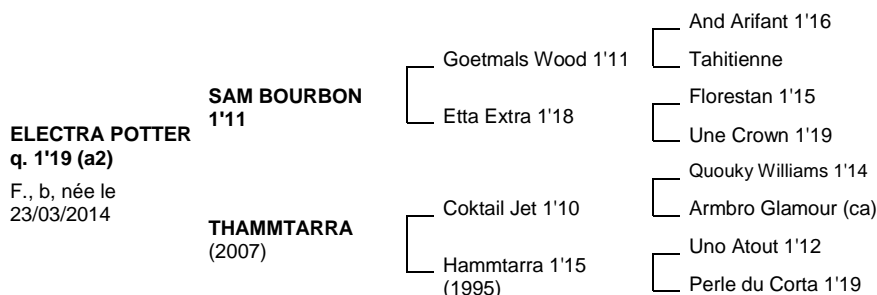 ELECTRA POTTER
q. 1'19 (a2)
F., b, née le
23/03/2014
SAM BOURBON
1'11
THAMMTARRA
(2007)
Goetmals Wood 1'11
Etta Extra 1'18
Coktail Jet 1'10
Hammtarra 1'15
(1995)
And Arifant 1'16
Tahitienne
Florestan 1'15
Une Crown 1'19
Quouky Williams 1'14
Armbro Glamour (ca)
Uno Atout 1'12
Perle du Corta 1'19